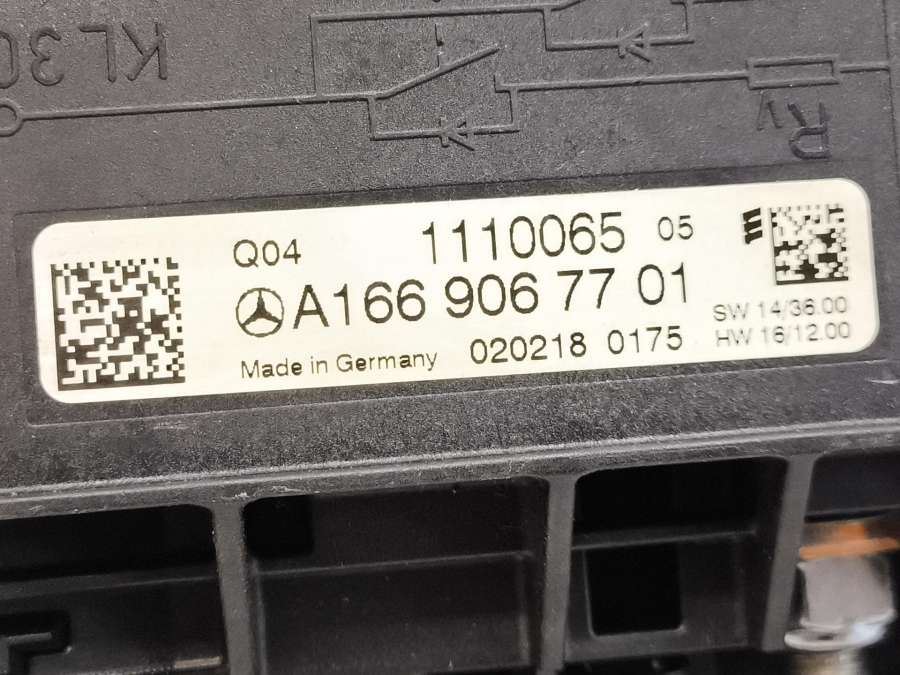 KL30
Rv
Q04 1110065 05
A166 906 77 01
SW 14/36.00
HW 16/12.00
Made in Germany 020218 0175